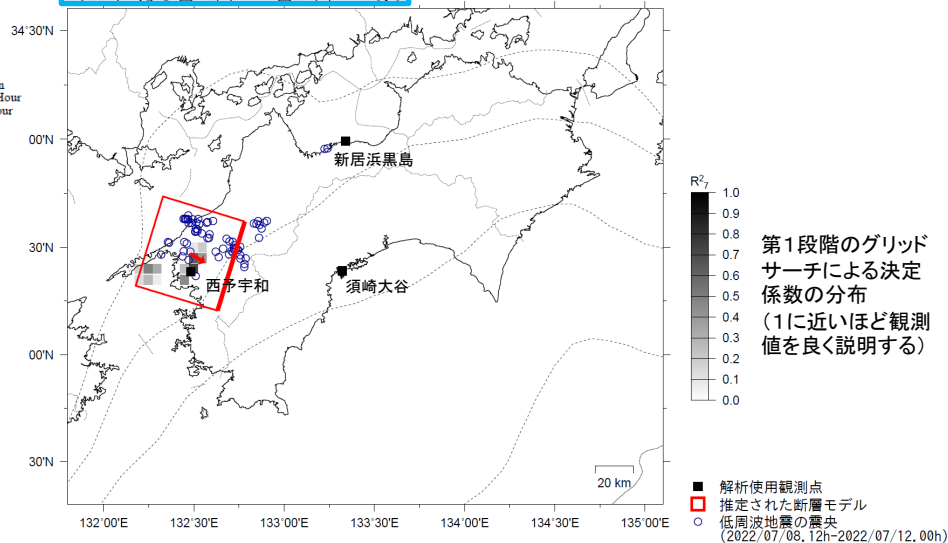 34°30'N
00'N
30'N
00'N
30'N
n
Hour
our
新居浜黒島
西予宇和
須崎大谷
20 km
132°00'E 132°30'E 133°00'E 133°30'E 134°00'E 134°30'E 135°00'E
R²₇
1.0
0.9
0.8
0.7
0.6
0.5
0.4
0.3
0.2
0.1
0.0
第1段階のグリッド
サーチによる決定
係数の分布
(1に近いほど観測
値を良く説明する)
解析使用観測点
推定された断層モデル
低周波地震の震央
(2022/07/08.12h-2022/07/12.00h)